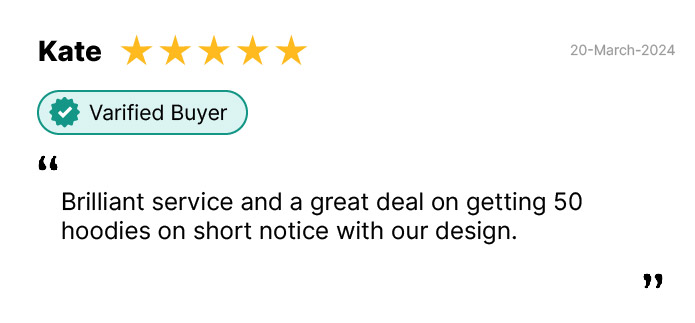 Kate
20-March-2024
Varified Buyer
“
Brilliant service and a great deal on getting 50
hoodies on short notice with our design.
”